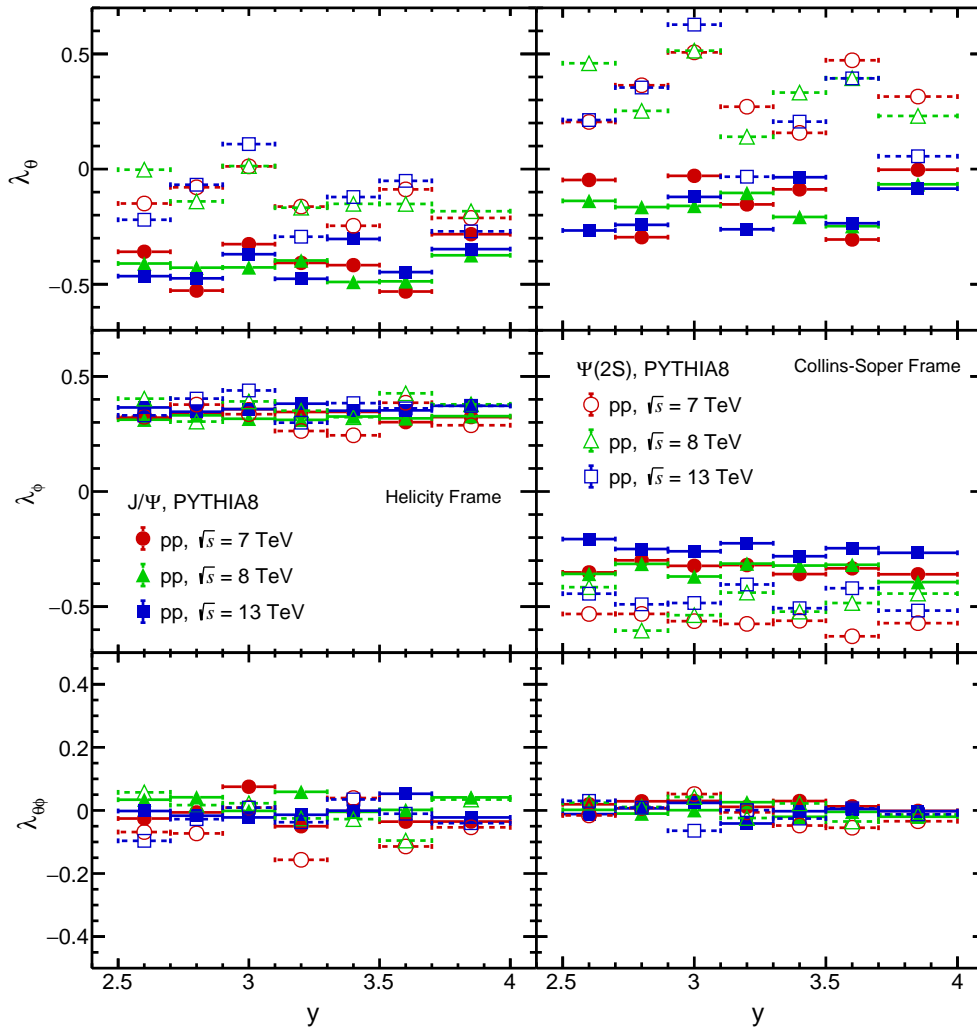 0.5
0
−0.5
λθ
0.5
0
−0.5
λϕ
J/Ψ, PYTHIA8
Helicity Frame
pp, √s = 7 TeV
pp, √s = 8 TeV
pp, √s = 13 TeV
Ψ(2S), PYTHIA8
Collins-Soper Frame
pp, √s = 7 TeV
pp, √s = 8 TeV
pp, √s = 13 TeV
0.4
0.2
0
−0.2
−0.4
λθϕ
2.5 3 3.5 4
2.5 3 3.5 4
y
y